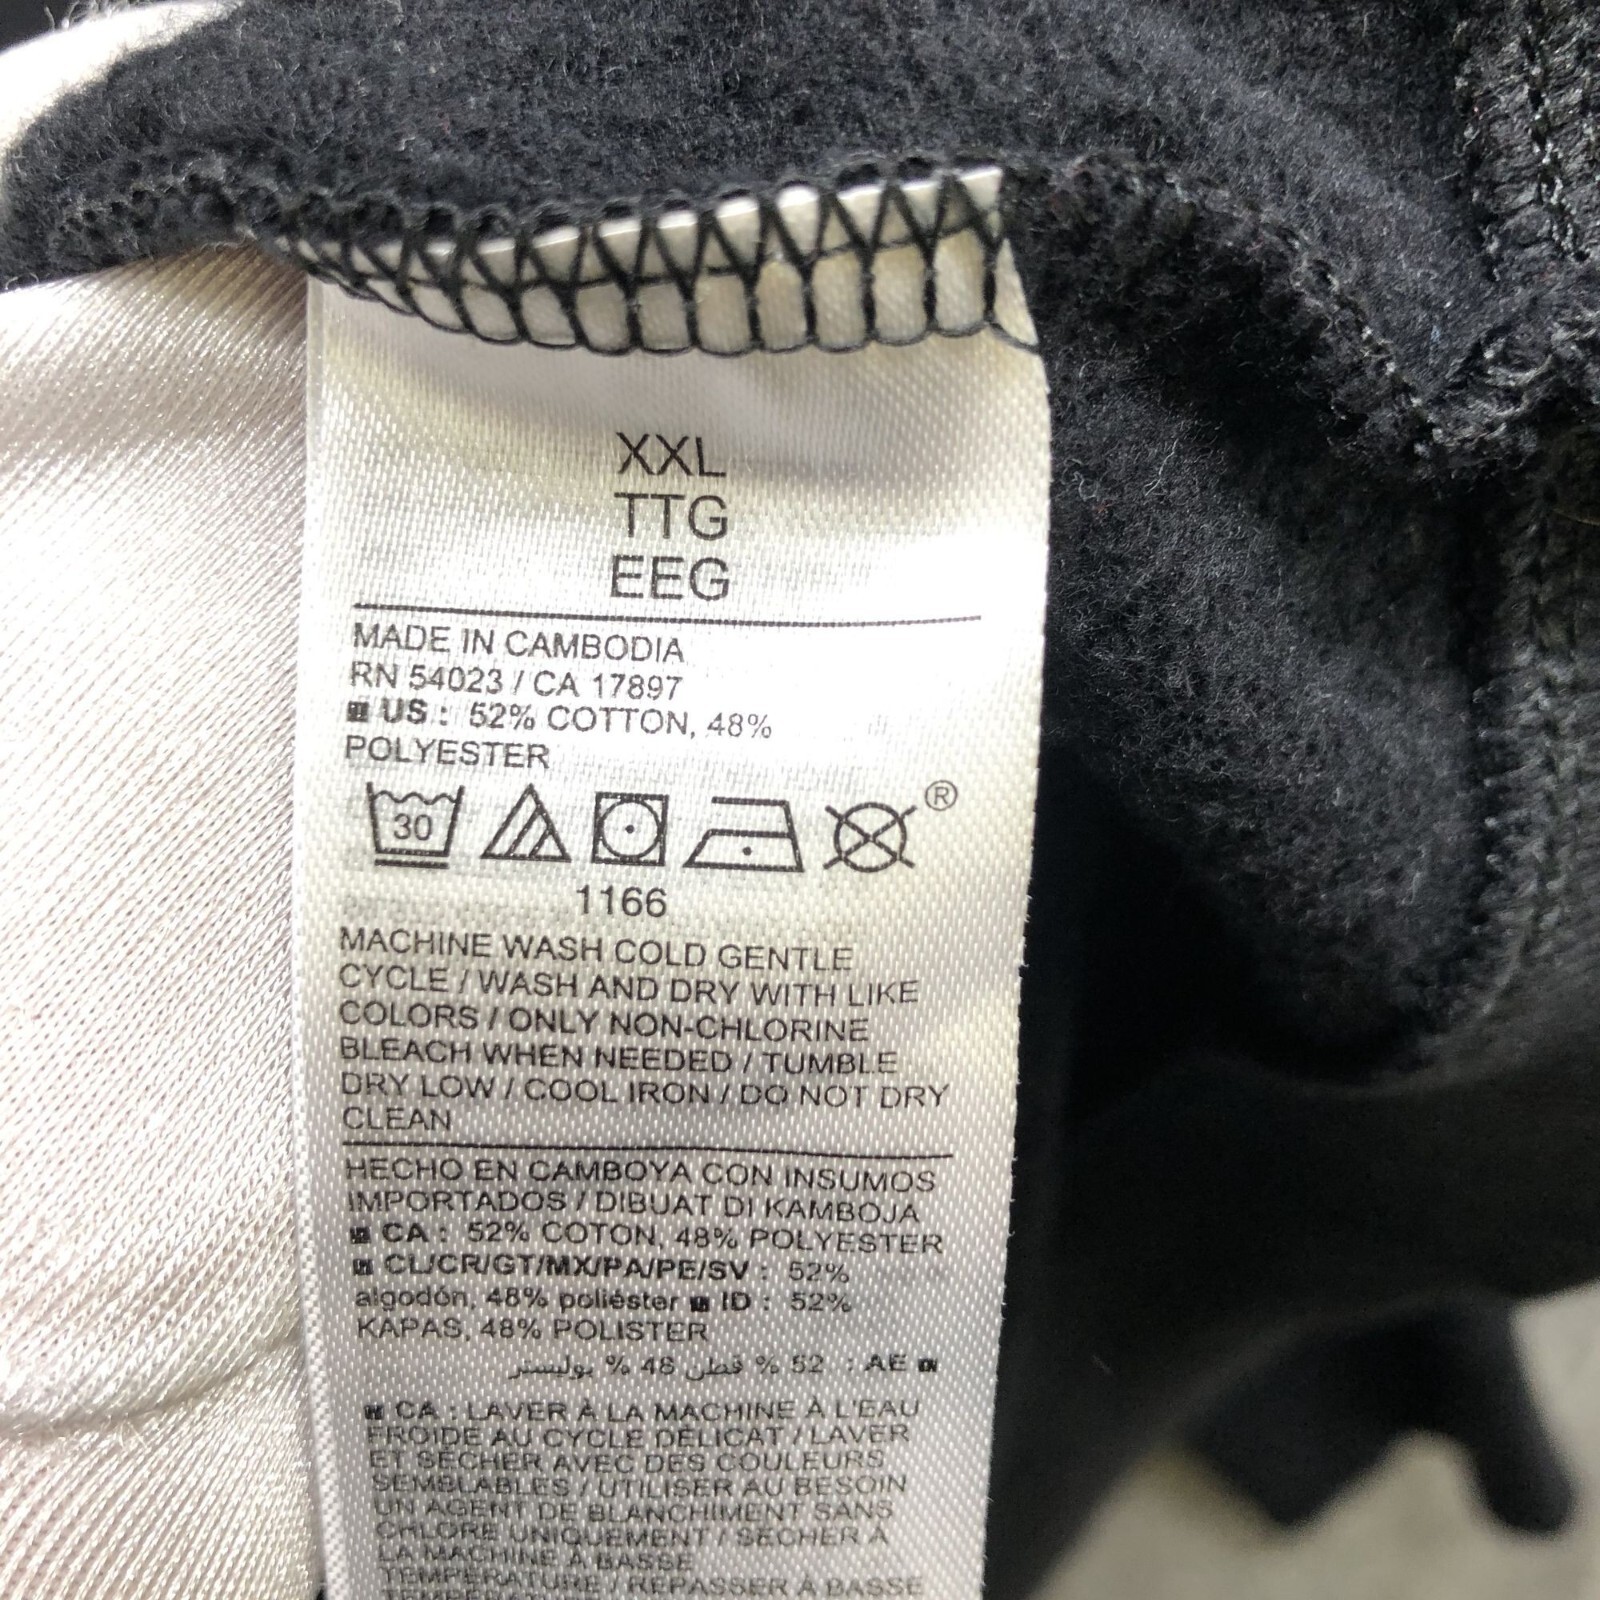 XXL
TTG
EEG
MADE IN CAMBODIA
RN 54023 / CA 17897
US : 52% COTTON, 48%
POLYESTER
30
®
1166
MACHINE WASH COLD GENTLE
CYCLE / WASH AND DRY WITH LIKE
COLORS / ONLY NON-CHLORINE
BLEACH WHEN NEEDED / TUMBLE
DRY LOW / COOL IRON / DO NOT DRY
CLEAN
HECHO EN CAMBOYA CON INSUMOS
IMPORTADOS / DIBUAT DI KAMBOJA
CA : 52% COTON, 48% POLYESTER
CL/CR/GT/MX/PA/PE/SV : 52%
algodón, 48% poliéster ID : 52%
KAPAS, 48% POLISTER
AE : 52 % قطن 48 % بوليستر
CA : LAVER À LA MACHINE À L'EAU
FROIDE AU CYCLE DÉLICAT / LAVER
ET SÉCHER AVEC DES COULEURS
SEMBLABLES / UTILISER AU BESOIN
UN AGENT DE BLANCHIMENT SANS
CHLORE UNIQUEMENT / SÉCHER À
LA MACHINE À BASSE
TEMPÉRATURE / REPASSER À BASSE
TEMPÉRATURE